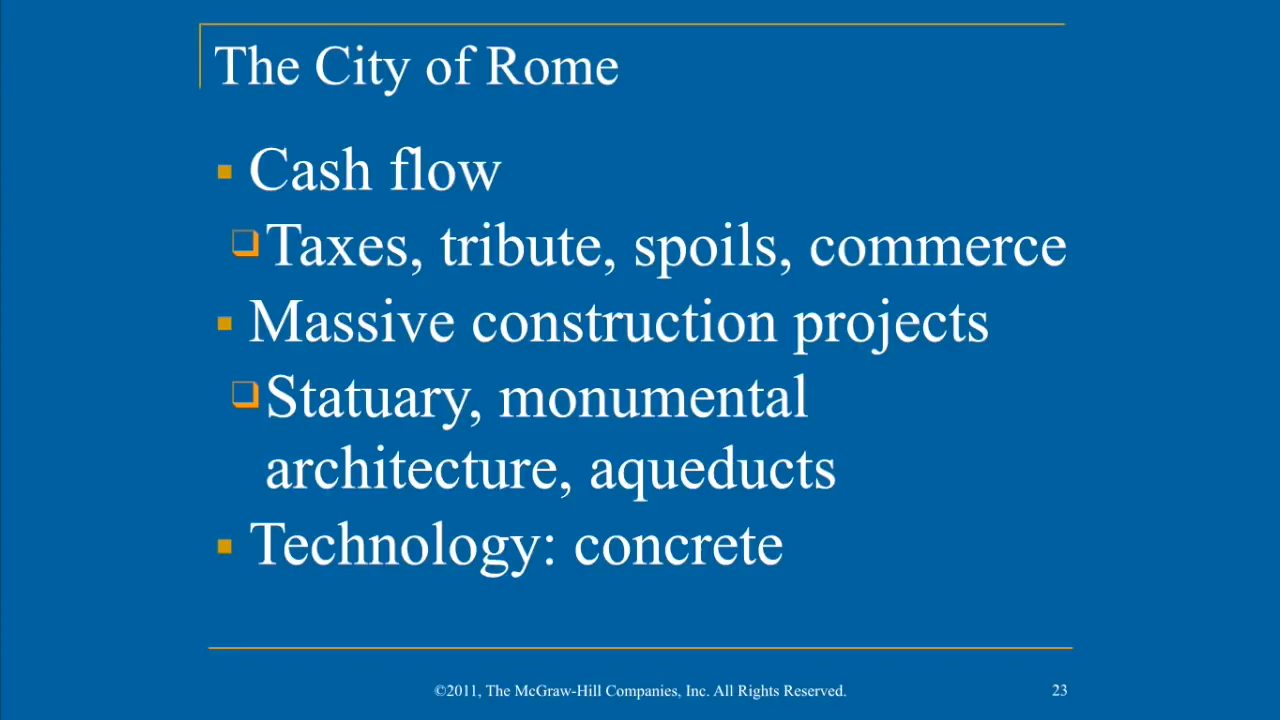 The City of Rome
Cash flow
Taxes, tribute, spoils, commerce
Massive construction projects
Statuary, monumental
architecture, aqueducts
Technology: concrete
©2011, The McGraw-Hill Companies, Inc. All Rights Reserved.
23